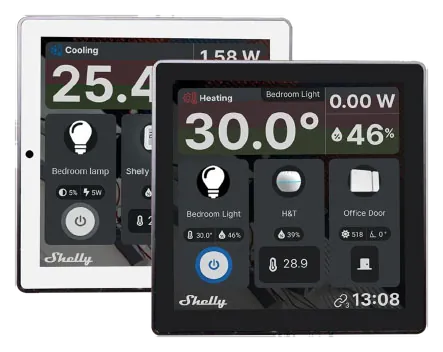 Cooling
1.58 W
25.4
Bedroom lamp
5%
5W
Shelly
Heating
Bedroom Light
0.00 W
30.0°
46%
Bedroom Light
H&T
Office Door
30.0°
46%
39%
518
0°
28.9
Shelly
3
13:08